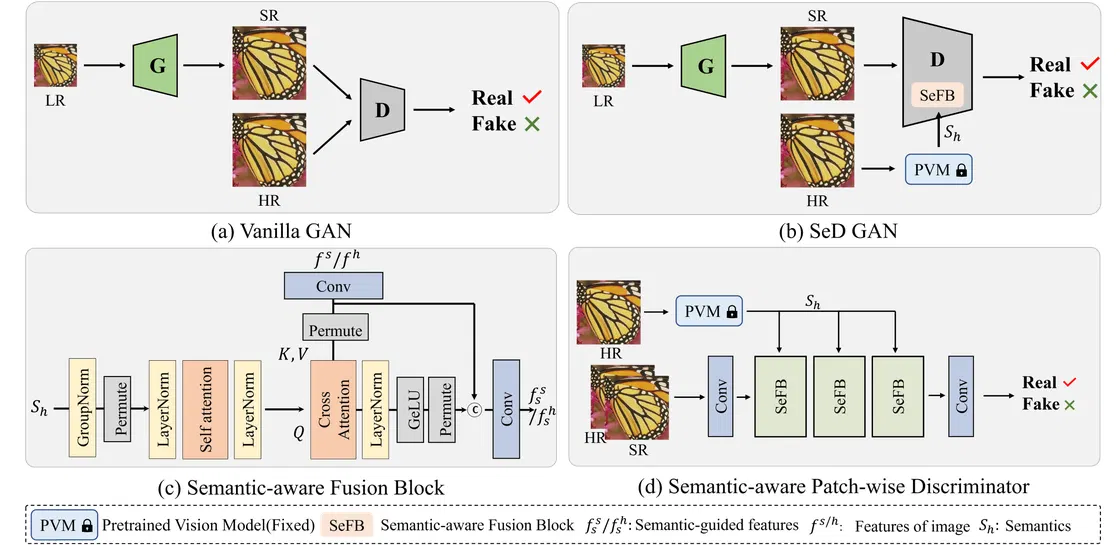 SR
G
LR
D
Real
Fake
HR
(a) Vanilla GAN
SR
G
LR
D
SeFB
Real
Fake
S_h
PVM
HR
(b) SeD GAN
f^s/f^h
Conv
Permute
K, V
S_h
GroupNorm
Permute
LayerNorm
Self attention
LayerNorm
Q
Cross
Attention
LayerNorm
GeLU
Permute
C
Conv
f_s^s
/f_s^h
(c) Semantic-aware Fusion Block
HR
PVM
S_h
HR
SR
Conv
SeFB
SeFB
SeFB
Conv
Real
Fake
(d) Semantic-aware Patch-wise Discriminator
PVM Pretrained Vision Model(Fixed) SeFB Semantic-aware Fusion Block f_s^s/f_s^h: Semantic-guided features f^{s/h}: Features of image S_h: Semantics